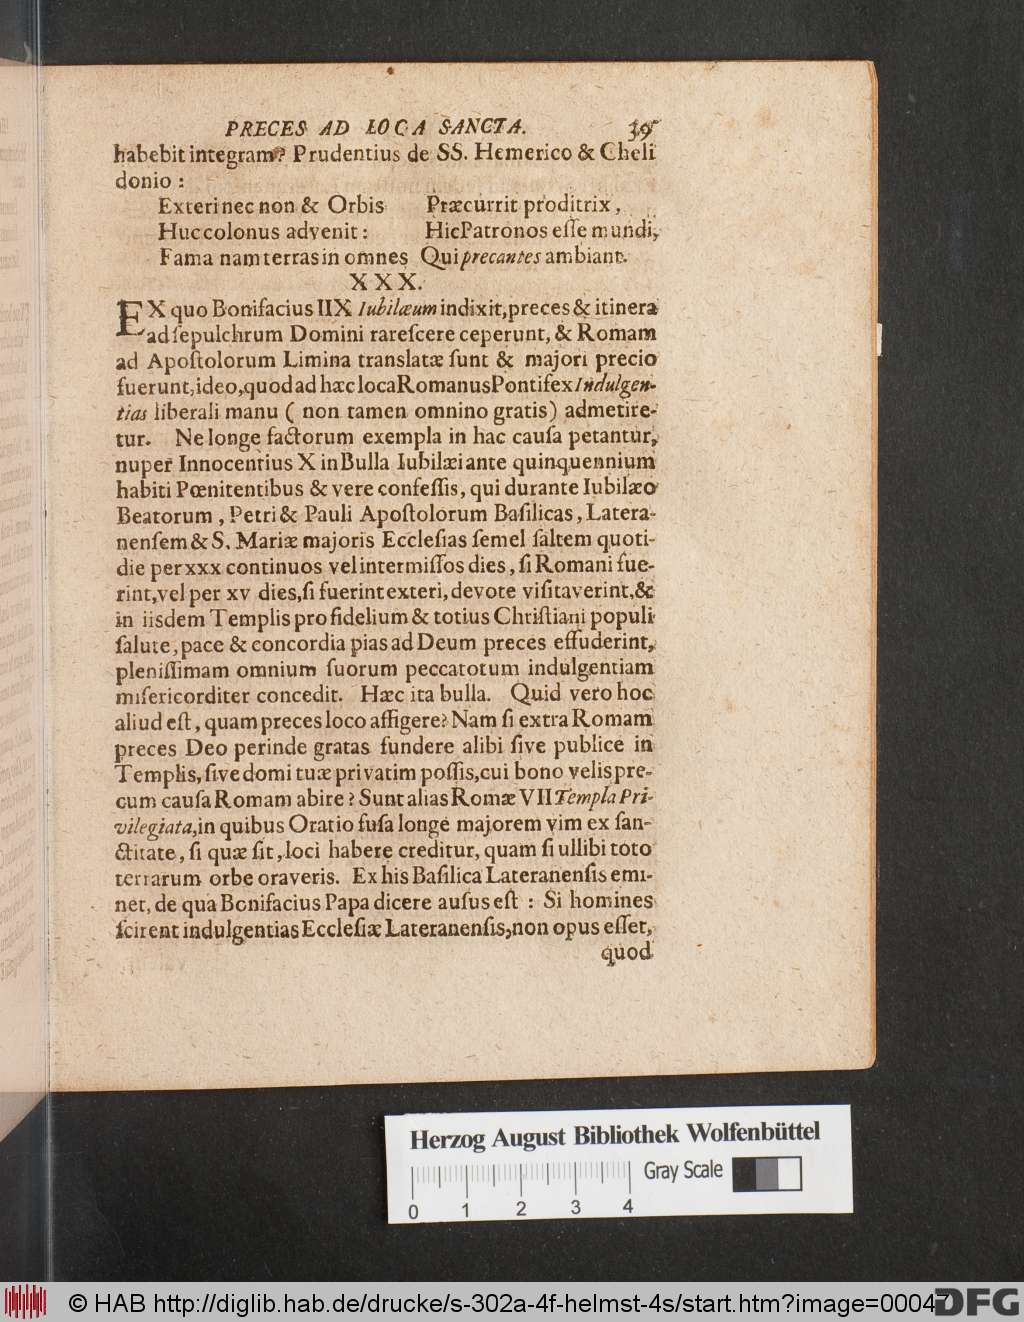 PRECES AD LOCA SANCTA. 39
habebit integram? Prudentius de SS. Hemerico & Cheli
donio :
Exteri nec non & Orbis Præcurrit proditrix ,
Huc colonus advenit : Hic Patronos eſſe mundi,
Fama nam terras in omnes Qui precantes ambiant.
XXX.
EX quo Bonifacius IIX Iubilæum indixit, preces & itinera
ad ſepulchrum Domini rareſcere ceperunt, & Romam
ad Apoſtolorum Limina translatæ ſunt & majori precio
fuerunt, ideo, quod ad hæc loca Romanus Pontifex Indulgen-
tias liberali manu ( non tamen omnino gratis) admetire-
tur. Ne longe factorum exempla in hac cauſa petantur,
nuper Innocentius X in Bulla Iubilæi ante quinquennium
habiti Pœnitentibus & vere confeſſis, qui durante Iubilæo
Beatorum , Petri & Pauli Apoſtolorum Baſilicas, Latera-
nenſem & S. Mariæ majoris Eccleſias ſemel ſaltem quoti-
die per xxx continuos vel intermiſſos dies, ſi Romani fue-
rint, vel per xv dies, ſi fuerint exteri, devote viſitaverint, &
in iisdem Templis pro fidelium & totius Chriſtiani populi
ſalute, pace & concordia pias ad Deum preces effuderint,
pleniſſimam omnium ſuorum peccatotum indulgentiam
miſericorditer concedit. Hæc ita bulla. Quid vero hoc
aliud eſt, quam preces loco affigere? Nam ſi extra Romam
preces Deo perinde gratas fundere alibi ſive publice in
Templis, ſive domi tuæ privatim poſſis, cui bono velis pre-
cum cauſa Romam abire ? Sunt alias Romæ VII Templa Pri-
vilegiata, in quibus Oratio fuſa longe majorem vim ex ſan-
ctitate, ſi quæ ſit, loci habere creditur, quam ſi ullibi toto
terrarum orbe oraveris. Ex his Baſilica Lateranenſis emi-
net, de qua Bonifacius Papa dicere auſus eſt : Si homines
ſcirent indulgentias Eccleſiæ Lateranenſis, non opus eſſet,
quod
Herzog August Bibliothek Wolfenbüttel
Gray Scale
0 1 2 3 4
© HAB http://diglib.hab.de/drucke/s-302a-4f-helmst-4s/start.htm?image=00047
DFG